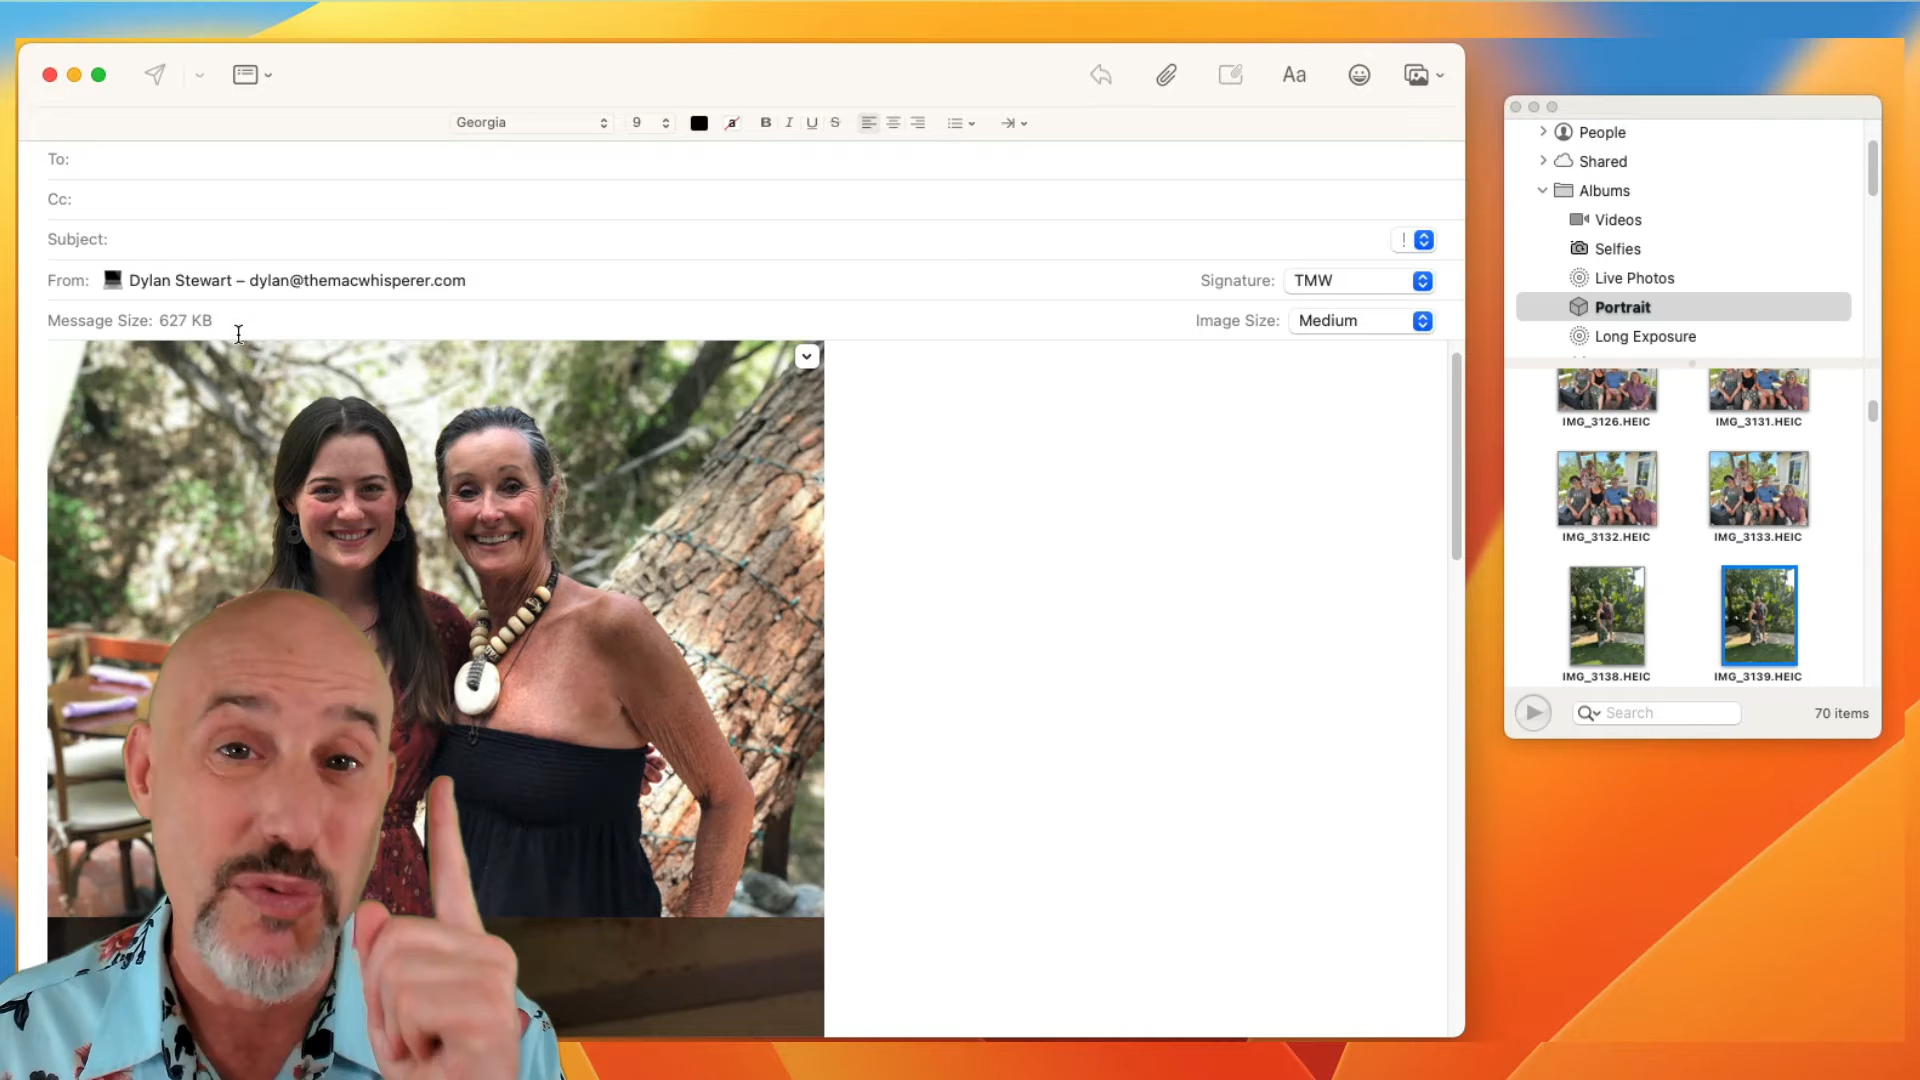 Aa
Georgia
9
a
B I U S
To:
Cc:
Subject:
!
From: Dylan Stewart – dylan@themacwhisperer.com
Signature: TMW
Message Size: 627 KB
Image Size: Medium
People
Shared
Albums
Videos
Selfies
Live Photos
Portrait
Long Exposure
IMG_3126.HEIC
IMG_3131.HEIC
IMG_3132.HEIC
IMG_3133.HEIC
IMG_3138.HEIC
IMG_3139.HEIC
Search
70 items